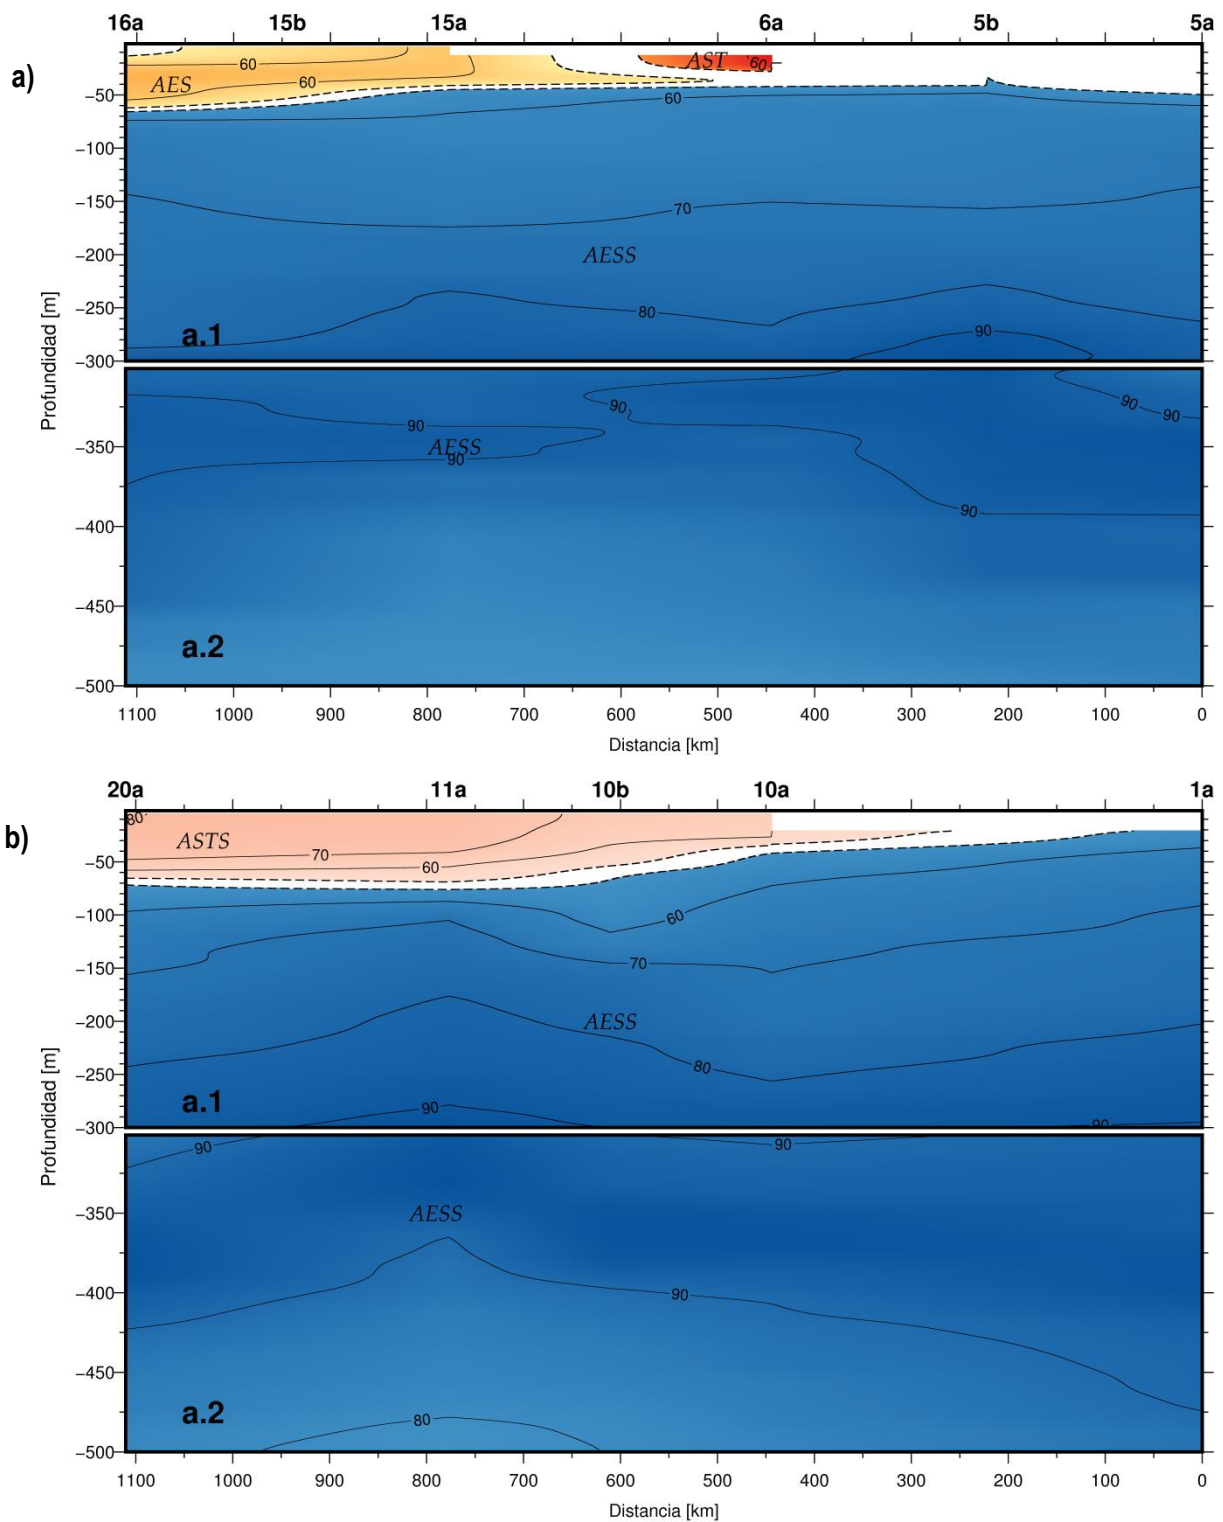 16a 15b 15a 6a 5b 5a
a)
60 AST 60
AES 60
−50
60
−100
−150
70
−200 AESS
−250
80
90
a.1
−300
Profundidad [m]
90 90 90
90
−350 AESS
90
−400
90
−450
a.2
−500
1100 1000 900 800 700 600 500 400 300 200 100 0
Distancia [km]
20a 11a 10b 10a 1a
b)
80
ASTS
70
−50 60
−100 60
−150 70
−200 AESS
−250 80
a.1 90
−300 90
Profundidad [m]
90 90
−350 AESS
−400 90
−450
a.2 80
−500
1100 1000 900 800 700 600 500 400 300 200 100 0
Distancia [km]